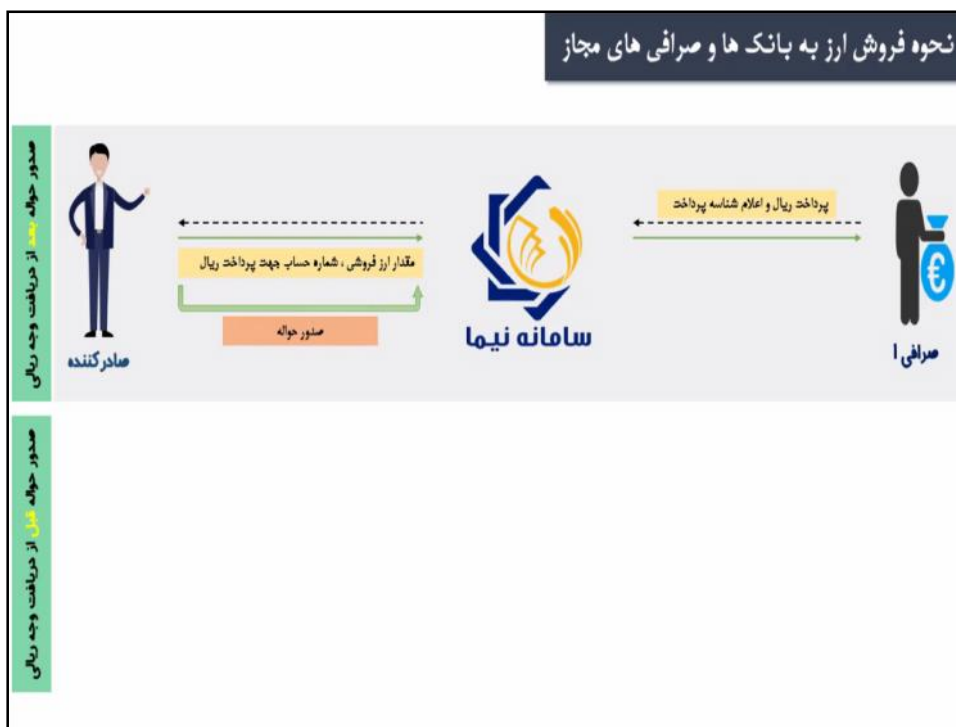 نحوه فروش ارز به بانک ها و صرافی های مجاز
صدور حواله بعد از دریافت وجه ریالی
پرداخت ریال و اعلام شناسه پرداخت
صرافی ا
سامانه نیما
مقدار ارز فروشی ، شماره حساب جهت پرداخت ریال
صدور حواله
صادر کننده
صدور حواله قبل از دریافت وجه ریالی